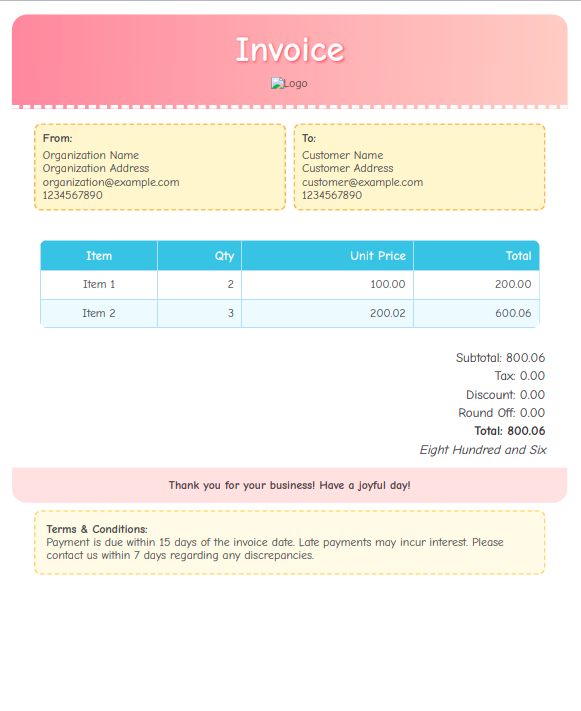 Invoice
Logo
From:
Organization Name
Organization Address
organization@example.com
1234567890
To:
Customer Name
Customer Address
customer@example.com
1234567890
Item Qty Unit Price Total
Item 1 2 100.00 200.00
Item 2 3 200.02 600.06
Subtotal: 800.06
Tax: 0.00
Discount: 0.00
Round Off: 0.00
Total: 800.06
Eight Hundred and Six
Thank you for your business! Have a joyful day!
Terms & Conditions:
Payment is due within 15 days of the invoice date. Late payments may incur interest. Please
contact us within 7 days regarding any discrepancies.